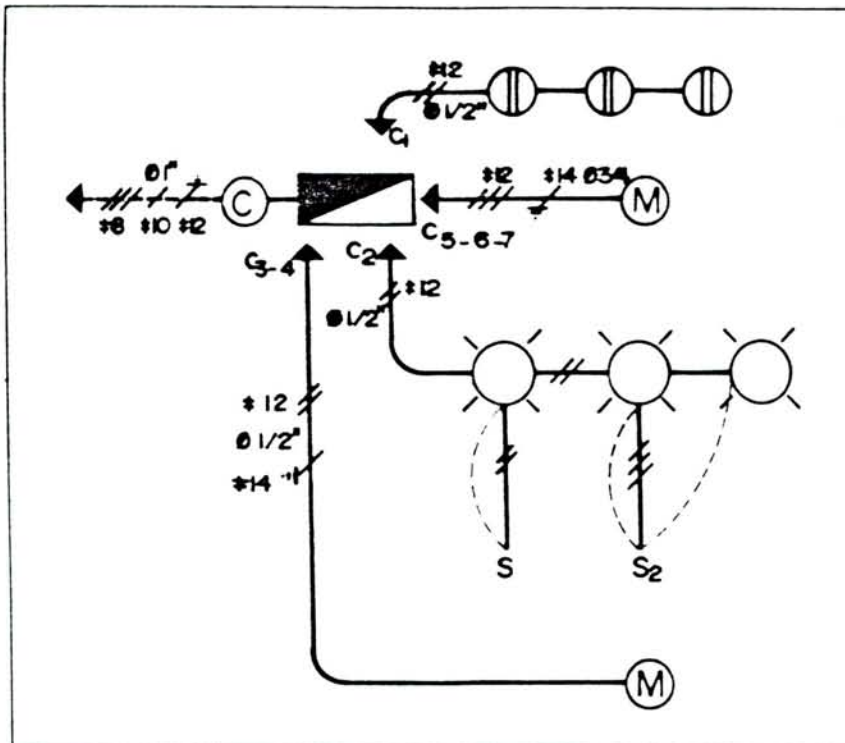 #12
Ø1/2"
C1
Ø1"
#8 #10 #12
C
#12 #14 Ø3/4
M
C5-6-7
C3-4
C2
#12
Ø1/2"
#12
Ø1/2"
#14
S
S2
M